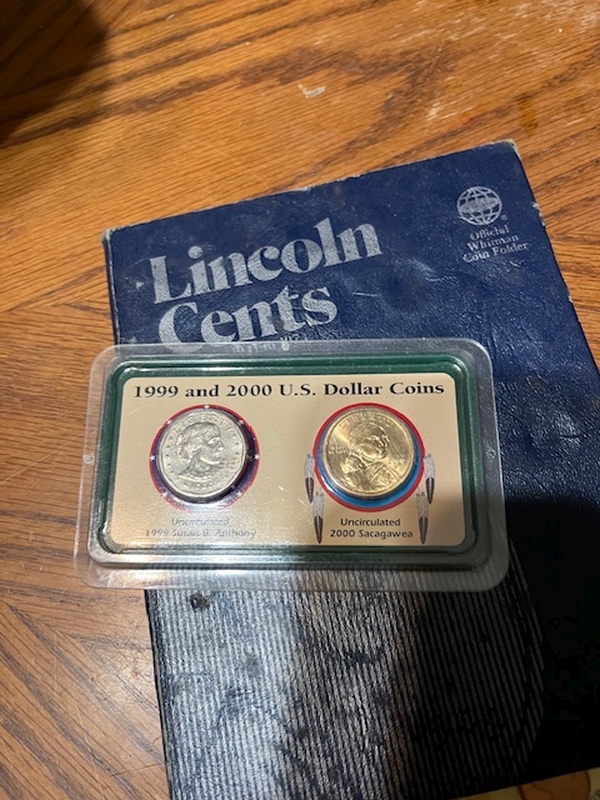 Lincoln
Cents
Official
Whitman
Coin Folder
1999 and 2000 U.S. Dollar Coins
Uncirculated
1999 Susan B. Anthony
Uncirculated
2000 Sacagawea